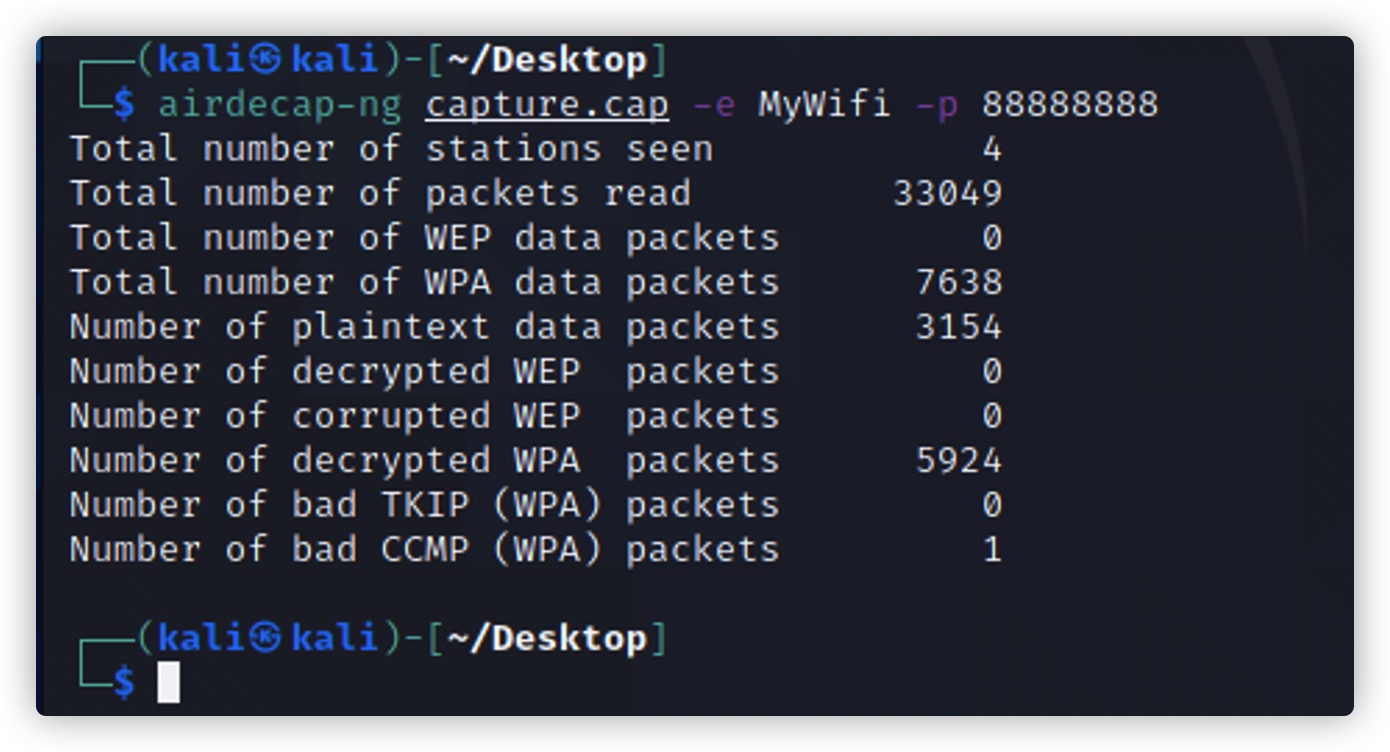 ┌──(kali㉿kali)-[~/Desktop]
└─$ airdecap-ng capture.cap -e MyWifi -p 88888888
Total number of stations seen            4
Total number of packets read         33049
Total number of WEP data packets         0
Total number of WPA data packets      7638
Number of plaintext data packets      3154
Number of decrypted WEP  packets         0
Number of corrupted WEP  packets         0
Number of decrypted WPA  packets      5924
Number of bad TKIP (WPA) packets         0
Number of bad CCMP (WPA) packets         1
┌──(kali㉿kali)-[~/Desktop]
└─$